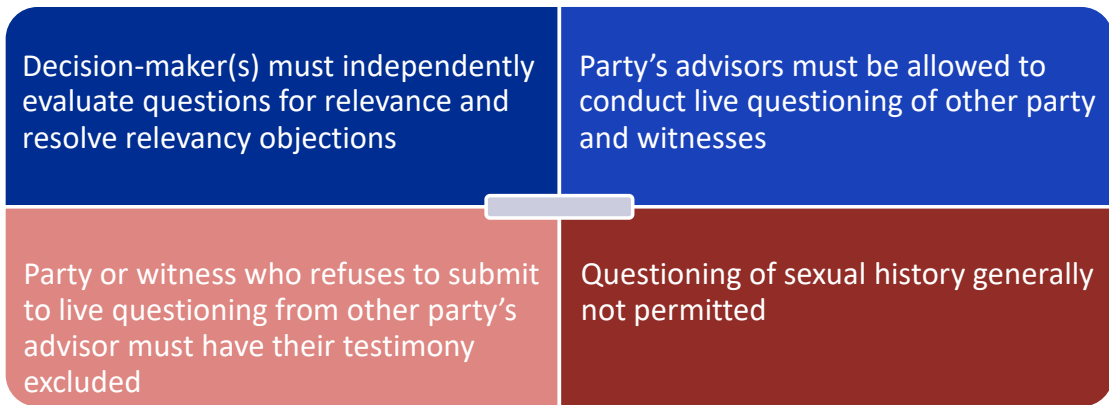 Decision-maker(s) must independently
evaluate questions for relevance and
resolve relevancy objections
Party’s advisors must be allowed to
conduct live questioning of other party
and witnesses
Party or witness who refuses to submit
to live questioning from other party’s
advisor must have their testimony
excluded
Questioning of sexual history generally
not permitted